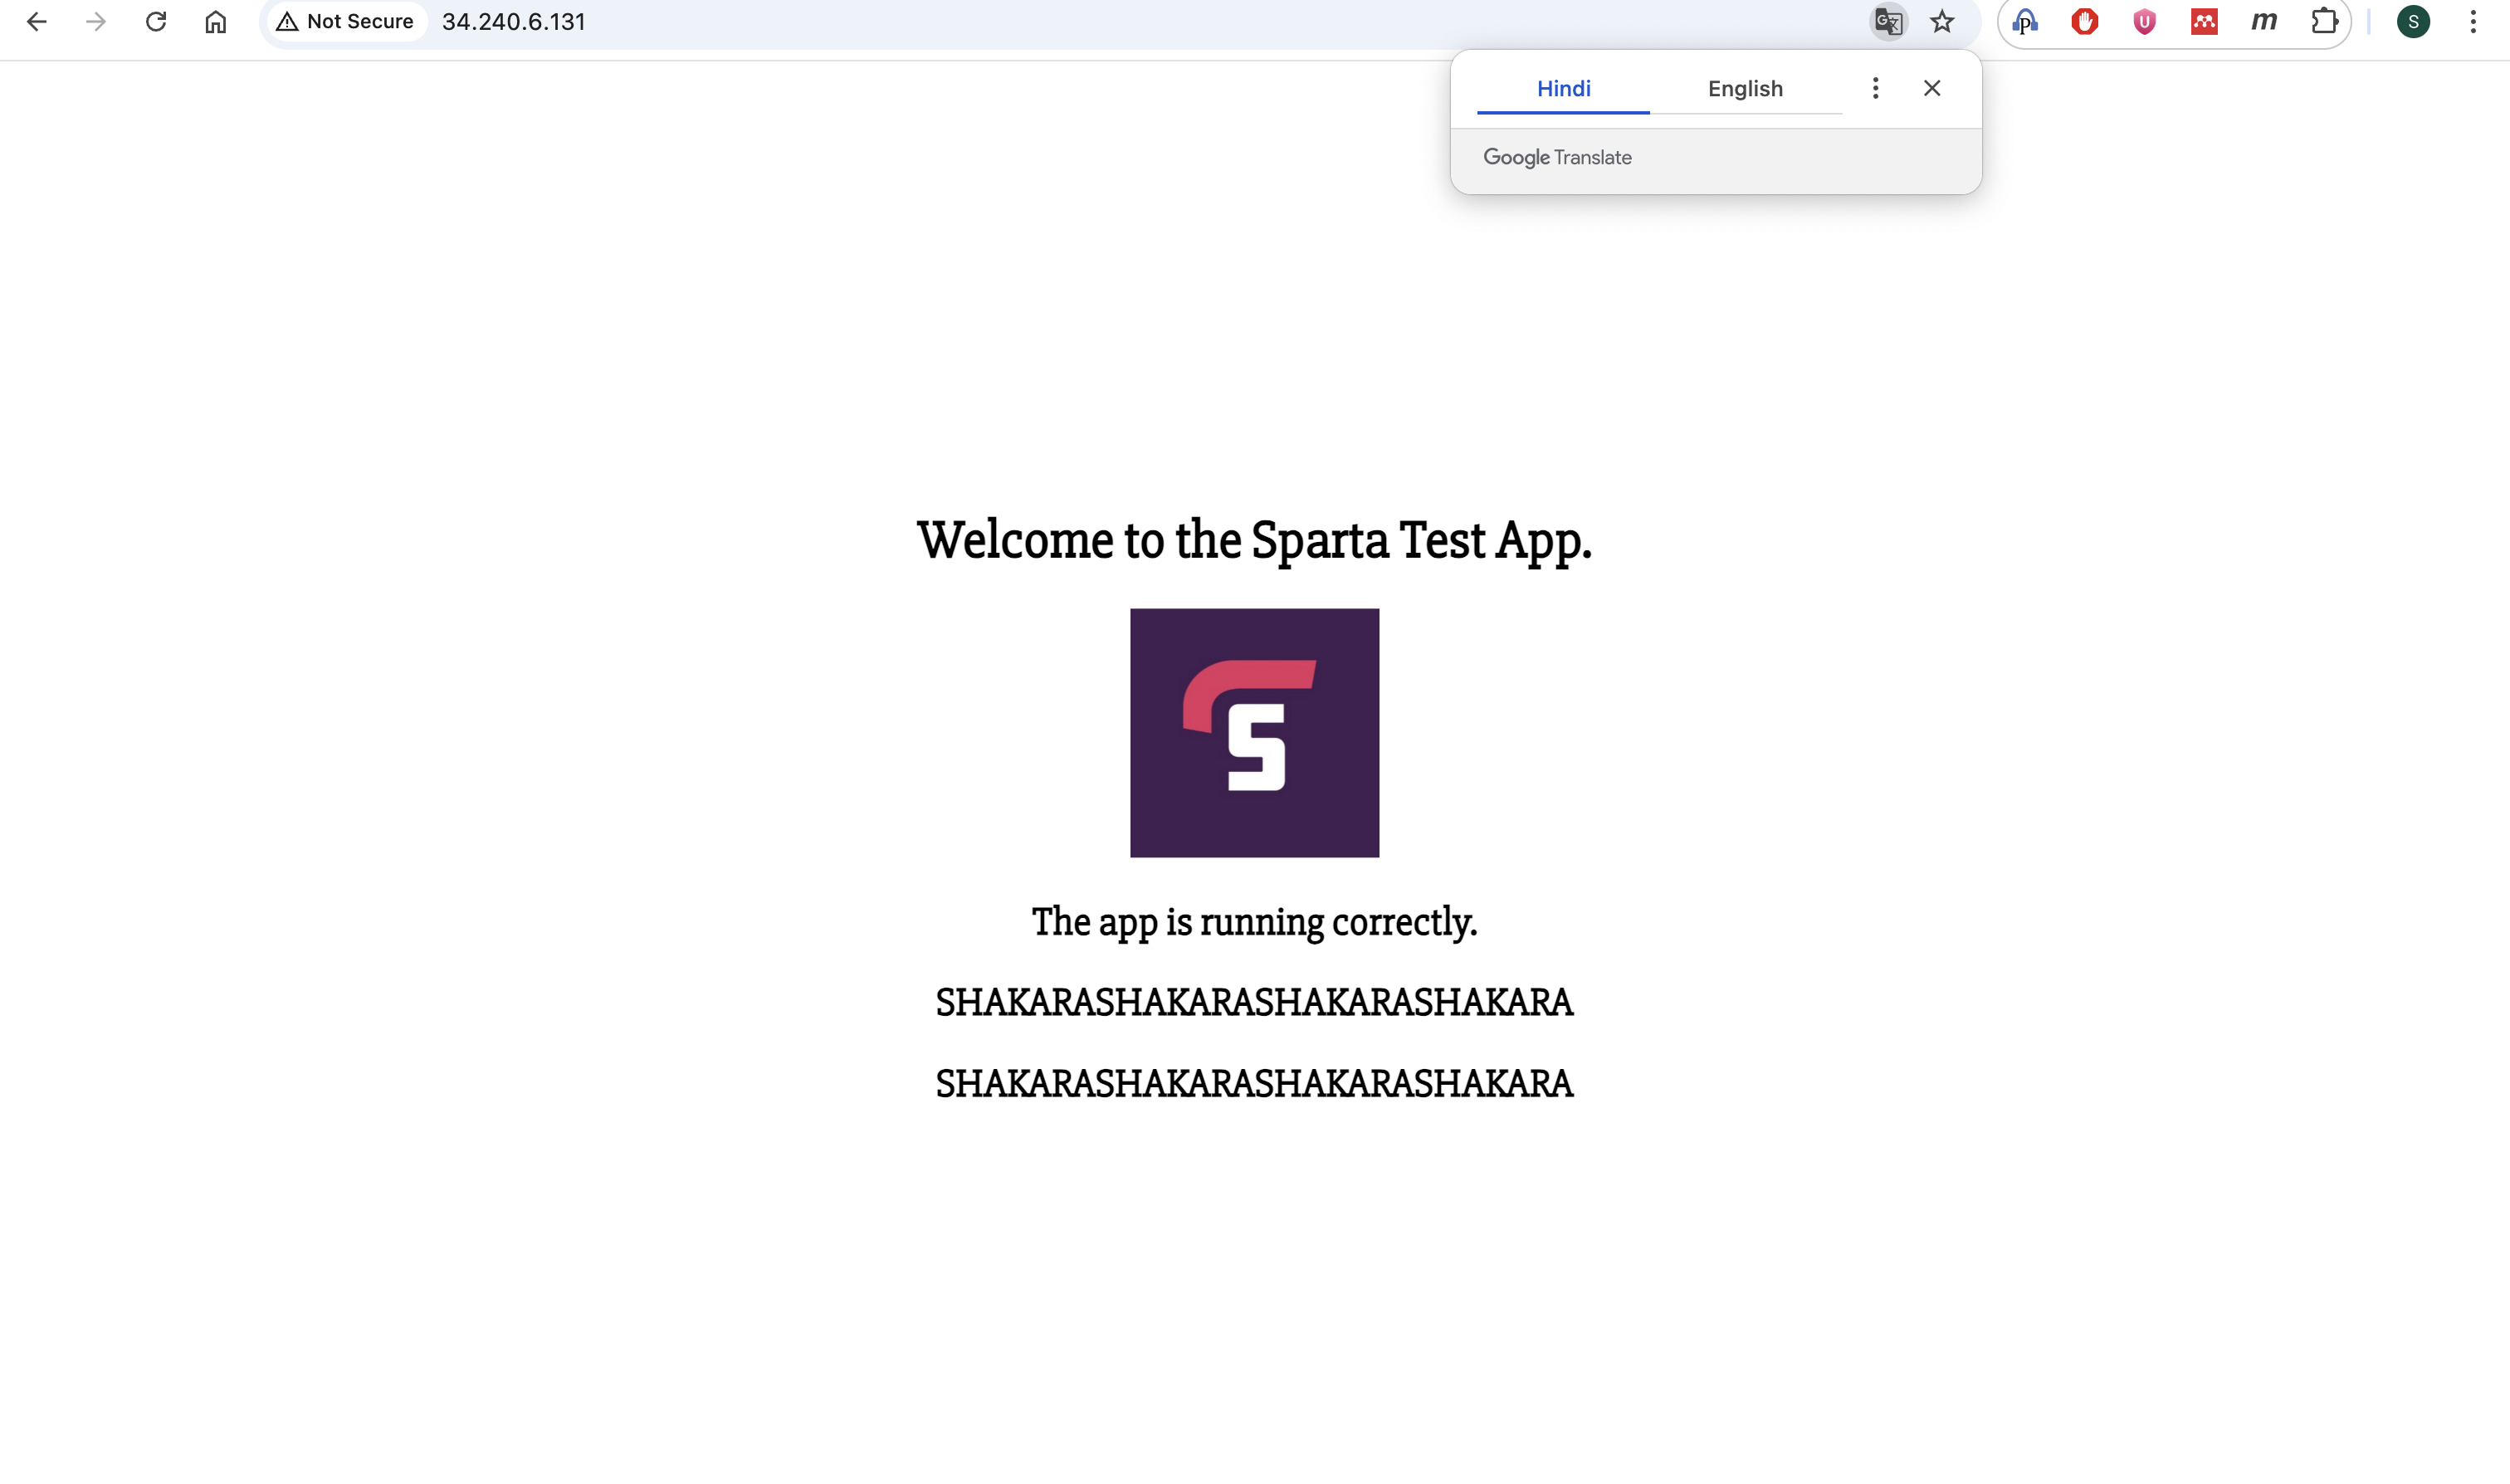 Not Secure 34.240.6.131
S
Hindi English
Google Translate
Welcome to the Sparta Test App.
S
The app is running correctly.
SHAKARASHAKARASHAKARASHAKARA
SHAKARASHAKARASHAKARASHAKARA